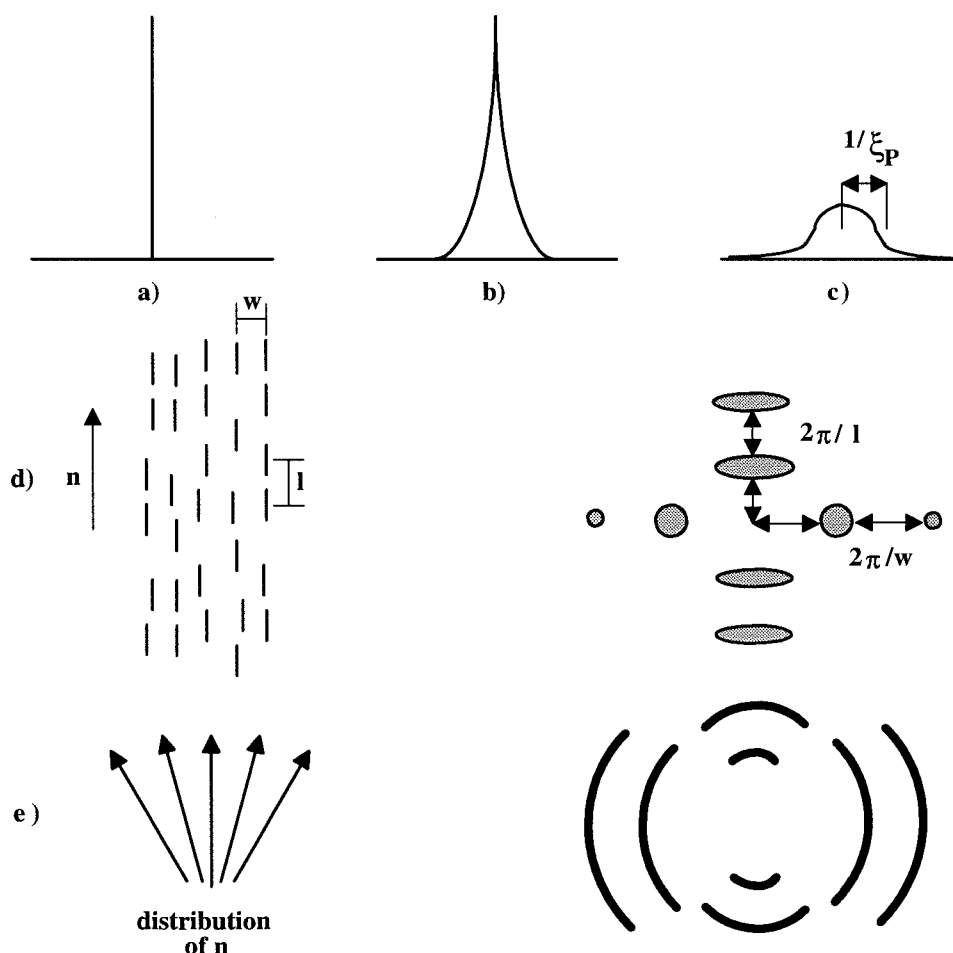 1/ξP
a)
b)
c)
w
d)
n
l
2π/ l
2π/w
e )
distribution
of n